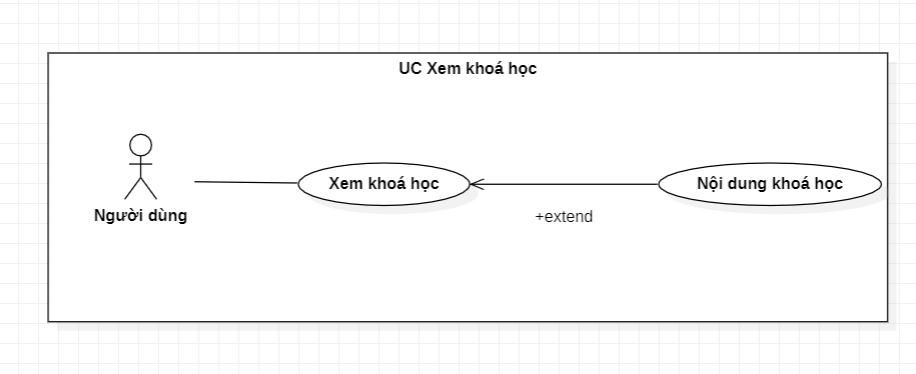 UC Xem khoá học
Xem khoá học
Nội dung khoá học
Người dùng
+extend